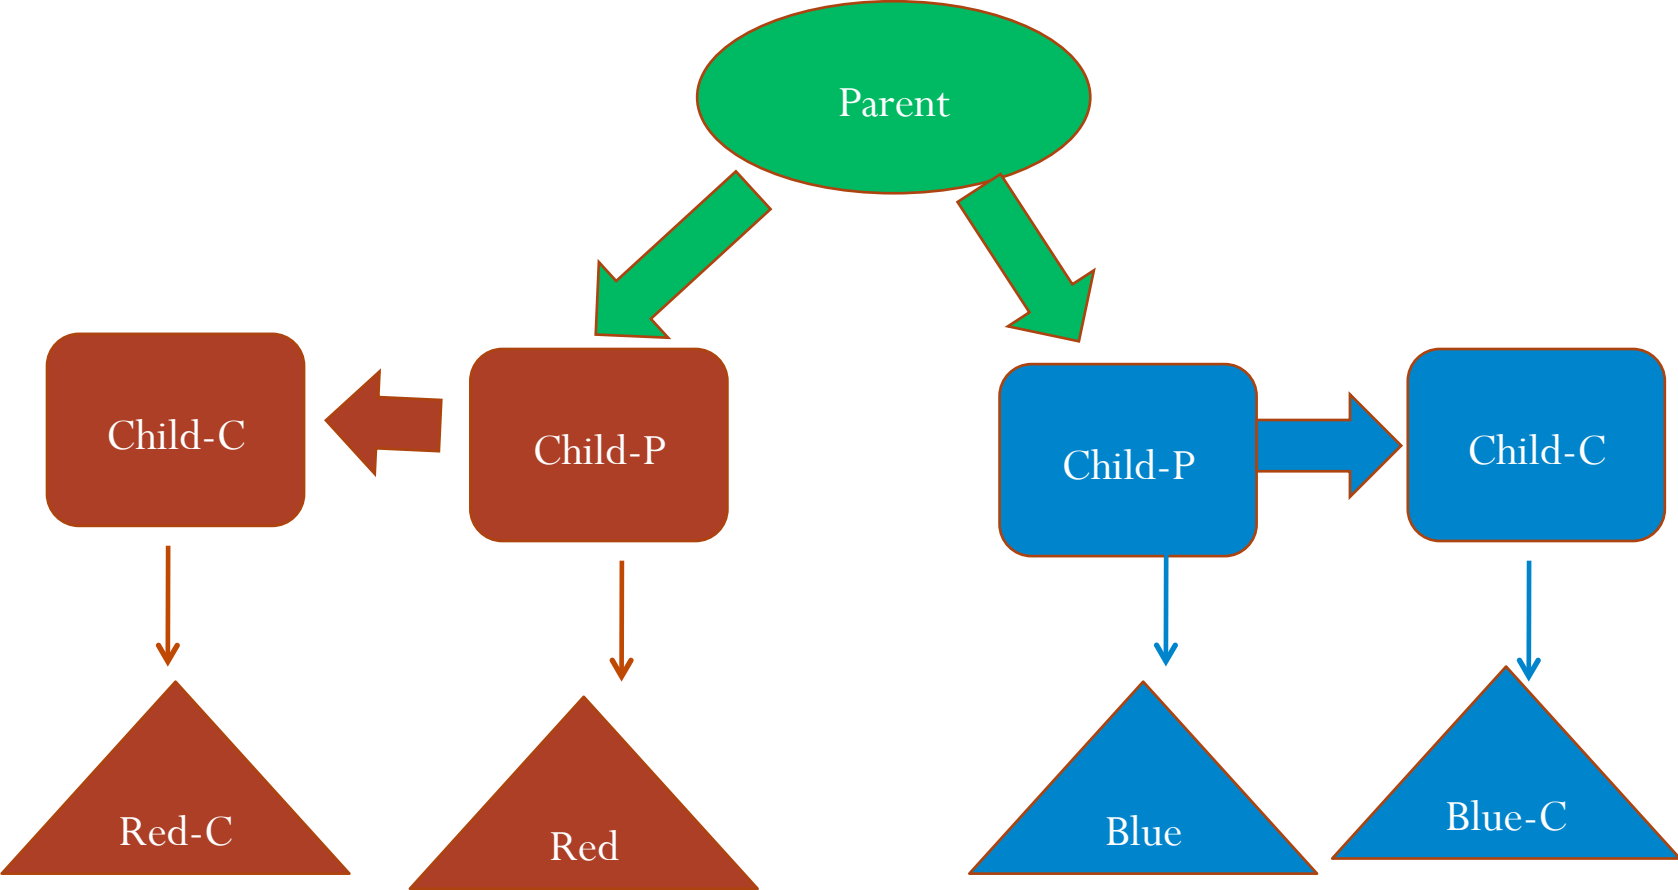 Parent
Child-C
Child-P
Child-P
Child-C
Red-C
Red
Blue
Blue-C